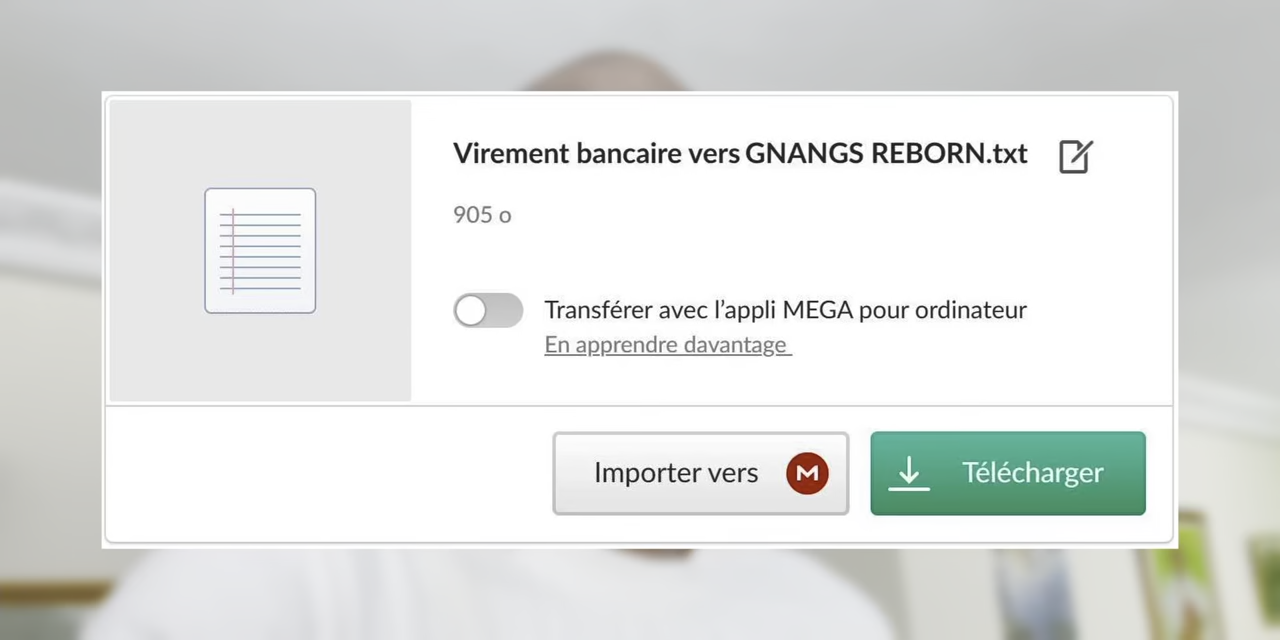 Virement bancaire vers GNANGS REBORN.txt
905 o
Transférer avec l’appli MEGA pour ordinateur
En apprendre davantage
Importer vers M
Télécharger